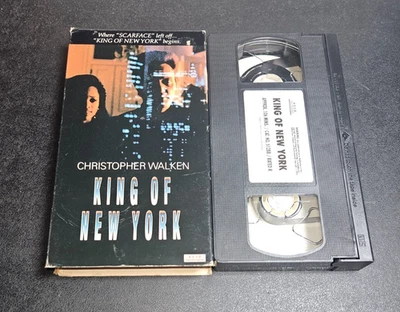 Where "SCARFACE" left off...
"KING OF NEW YORK" begins.
CHRISTOPHER WALKEN
KING OF
NEW YORK
KING OF NEW YORK